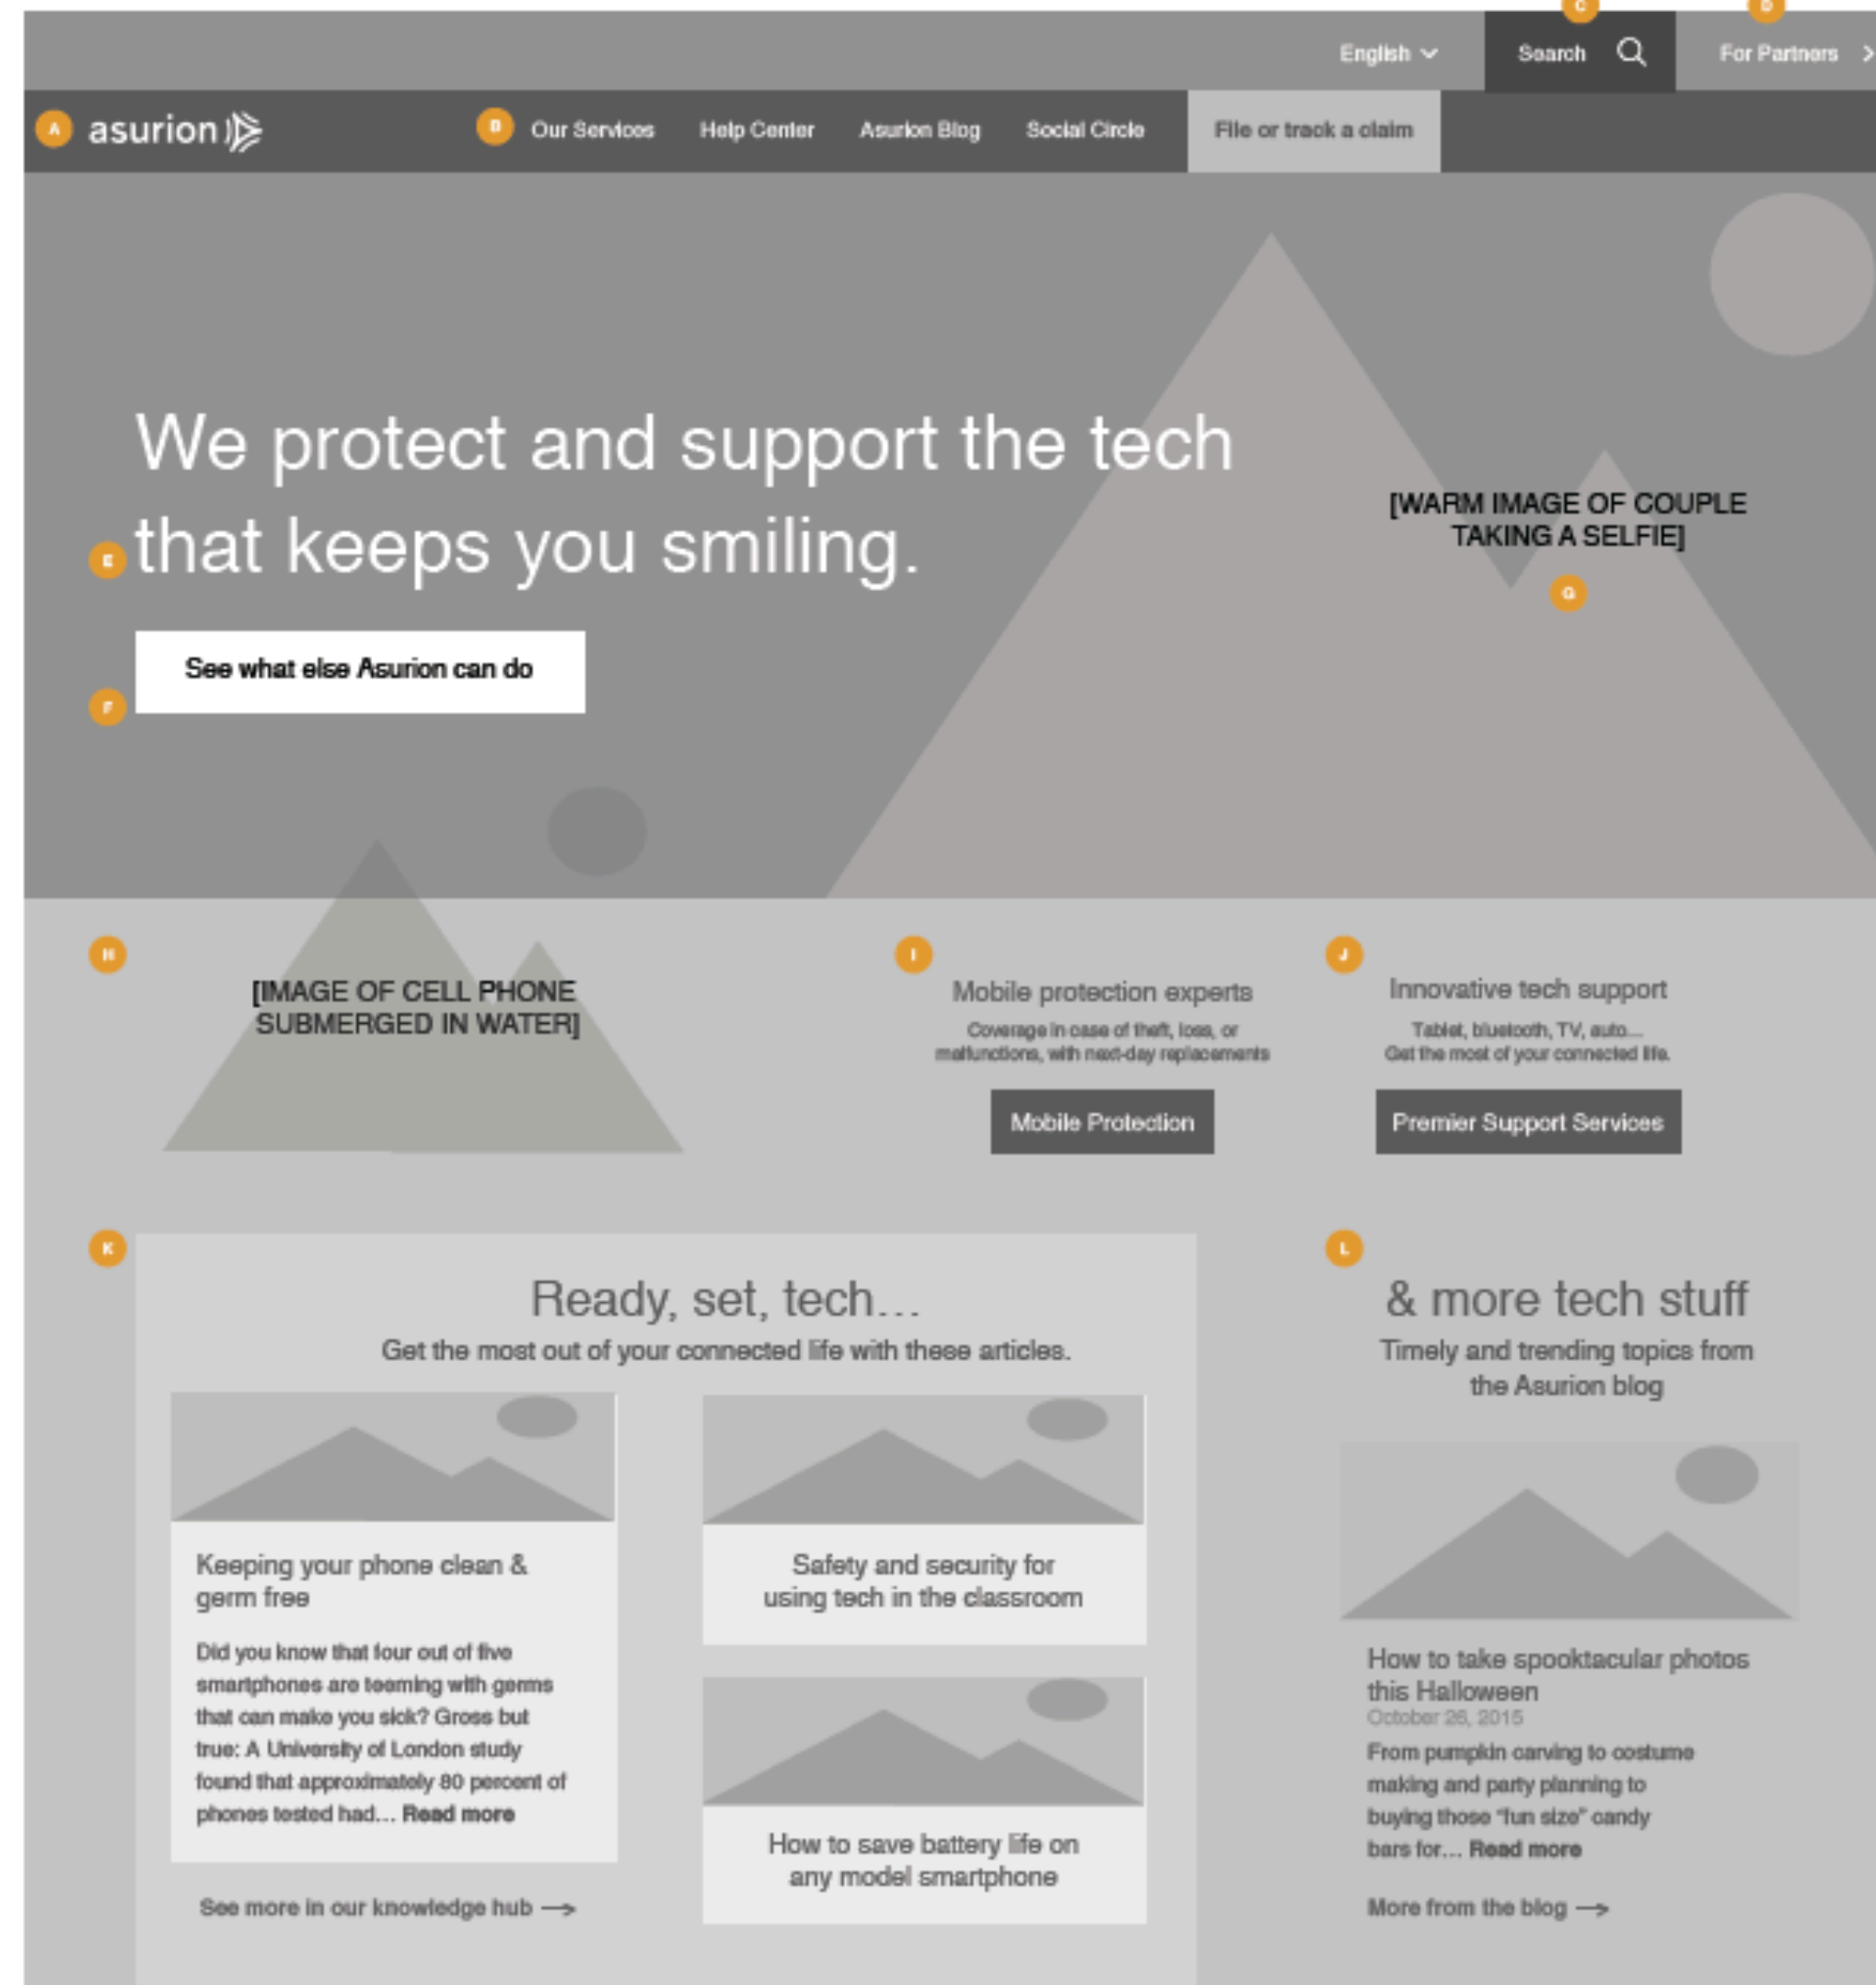 C
D
English
Search
For Partners
A
asurion
B
Our Services
Help Center
Asurion Blog
Social Circle
File or track a claim
We protect and support the tech
that keeps you smiling.
E
[WARM IMAGE OF COUPLE
TAKING A SELFIE]
G
See what else Asurion can do
F
H
[IMAGE OF CELL PHONE
SUBMERGED IN WATER]
I
Mobile protection experts
Coverage in case of theft, loss, or
malfunctions, with next-day replacements
Mobile Protection
J
Innovative tech support
Tablet, bluetooth, TV, auto...
Get the most of your connected life.
Premier Support Services
K
Ready, set, tech...
Get the most out of your connected life with these articles.
Keeping your phone clean &
germ free
Did you know that four out of five
smartphones are teeming with germs
that can make you sick? Gross but
true: A University of London study
found that approximately 80 percent of
phones tested had... Read more
See more in our knowledge hub
Safety and security for
using tech in the classroom
How to save battery life on
any model smartphone
L
& more tech stuff
Timely and trending topics from
the Asurion blog
How to take spooktacular photos
this Halloween
October 26, 2015
From pumpkin carving to costume
making and party planning to
buying those "fun size" candy
bars for... Read more
More from the blog